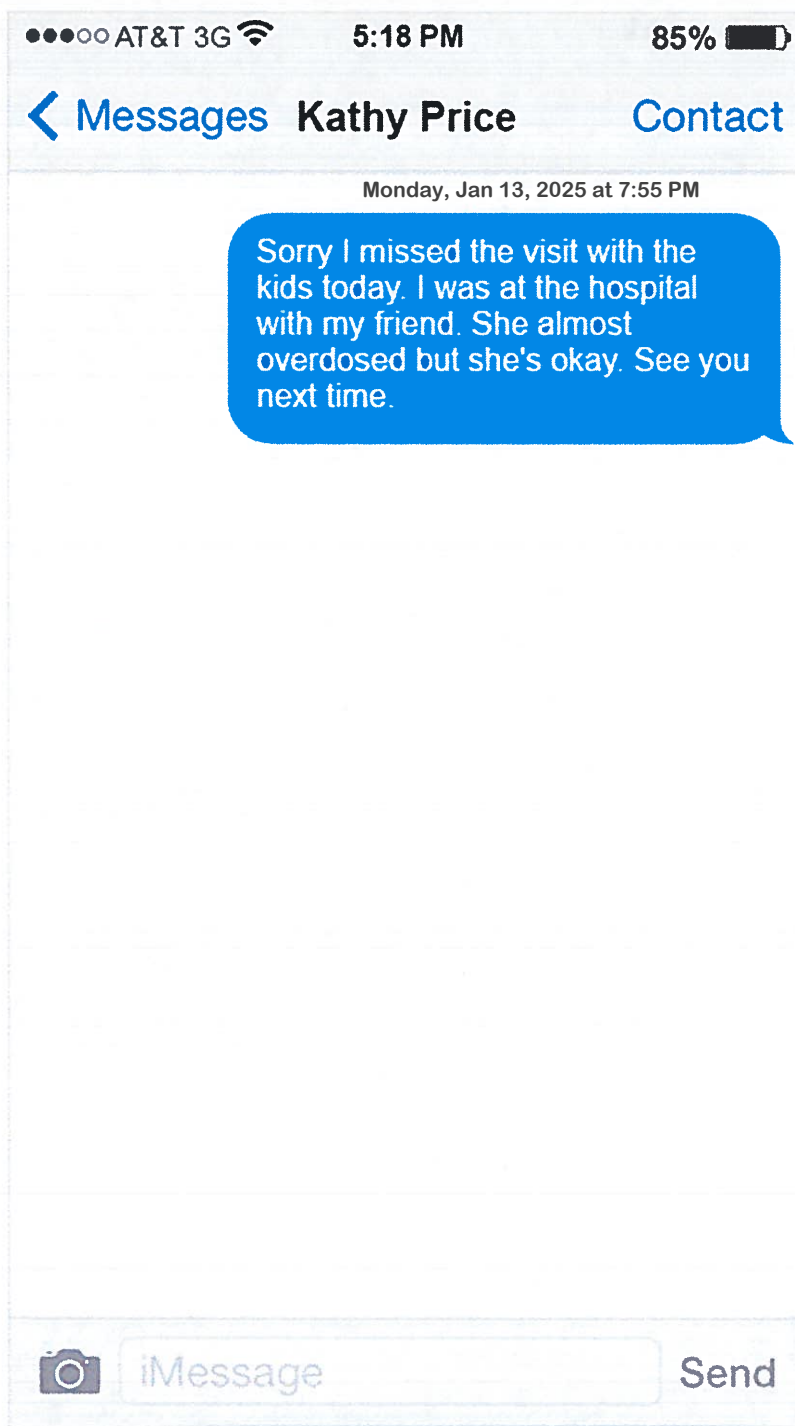 AT&T 3G 5:18 PM 85%
Messages Kathy Price Contact
Monday, Jan 13, 2025 at 7:55 PM
Sorry I missed the visit with the
kids today. I was at the hospital
with my friend. She almost
overdosed but she's okay. See you
next time.
iMessage Send